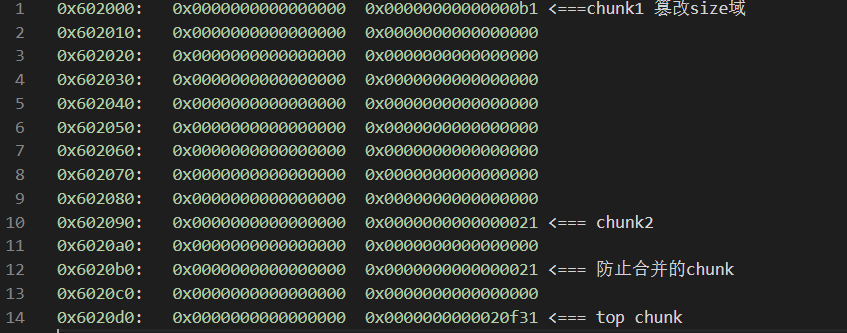 1 0x602000: 0x0000000000000000 0x00000000000000b1 <===chunk1 篡改size域
2 0x602010: 0x0000000000000000 0x0000000000000000
3 0x602020: 0x0000000000000000 0x0000000000000000
4 0x602030: 0x0000000000000000 0x0000000000000000
5 0x602040: 0x0000000000000000 0x0000000000000000
6 0x602050: 0x0000000000000000 0x0000000000000000
7 0x602060: 0x0000000000000000 0x0000000000000000
8 0x602070: 0x0000000000000000 0x0000000000000000
9 0x602080: 0x0000000000000000 0x0000000000000000
10 0x602090: 0x0000000000000000 0x0000000000000021 <=== chunk2
11 0x6020a0: 0x0000000000000000 0x0000000000000000
12 0x6020b0: 0x0000000000000000 0x0000000000000021 <=== 防止合并的chunk
13 0x6020c0: 0x0000000000000000 0x0000000000000000
14 0x6020d0: 0x0000000000000000 0x0000000000020f31 <=== top chunk